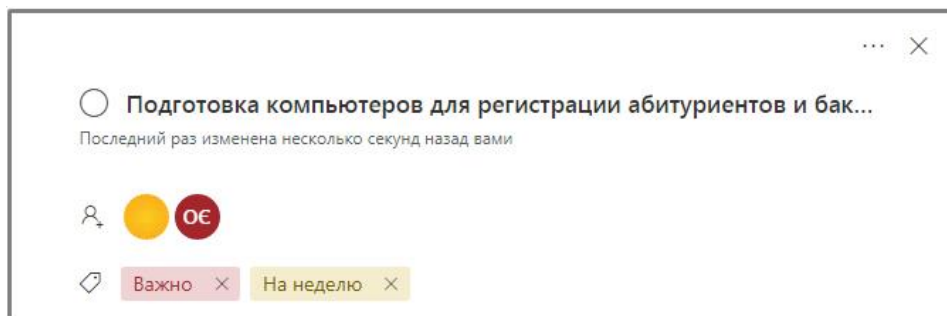 Подготовка компьютеров для регистрации абитуриентов и бак...
Последний раз изменена несколько секунд назад вами
ОЄ
Важно
На неделю